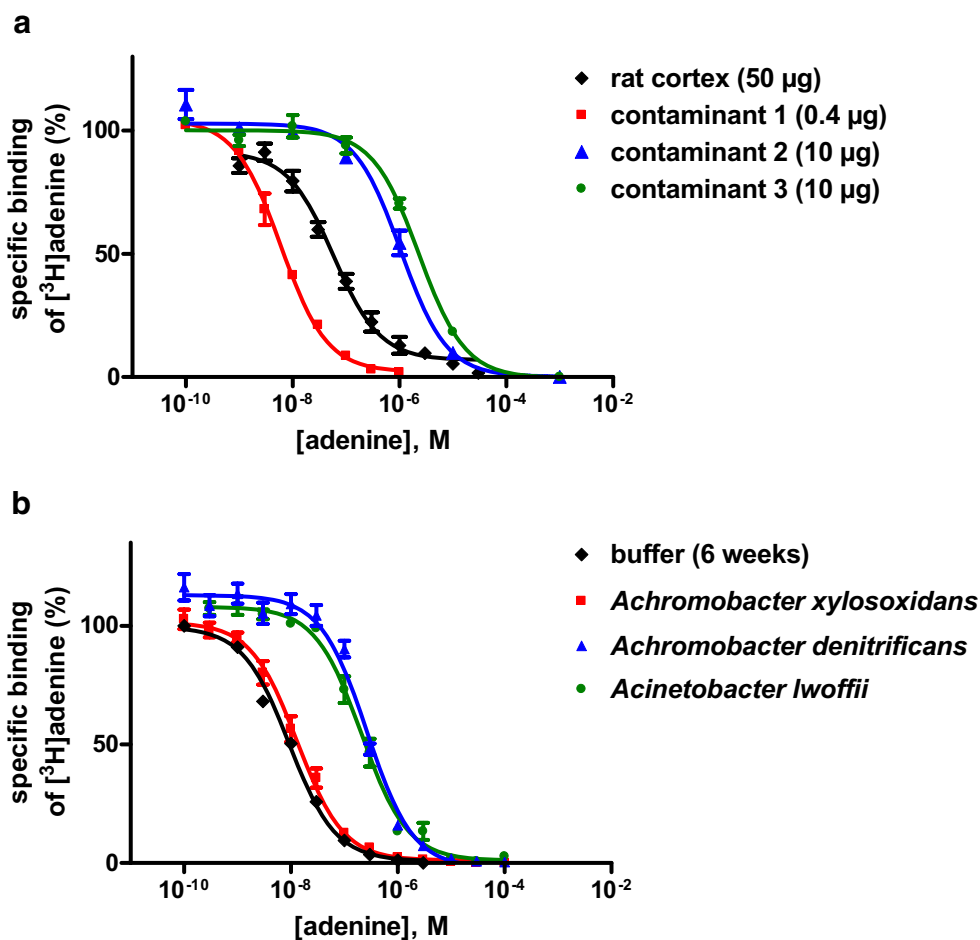 a
rat cortex (50 µg)
contaminant 1 (0.4 µg)
contaminant 2 (10 µg)
contaminant 3 (10 µg)
specific binding
of [³H]adenine (%)
100
50
0
10⁻¹⁰ 10⁻⁸ 10⁻⁶ 10⁻⁴ 10⁻²
[adenine], M
b
buffer (6 weeks)
Achromobacter xylosoxidans
Achromobacter denitrificans
Acinetobacter lwoffii
specific binding
of [³H]adenine (%)
100
50
0
10⁻¹⁰ 10⁻⁸ 10⁻⁶ 10⁻⁴ 10⁻²
[adenine], M